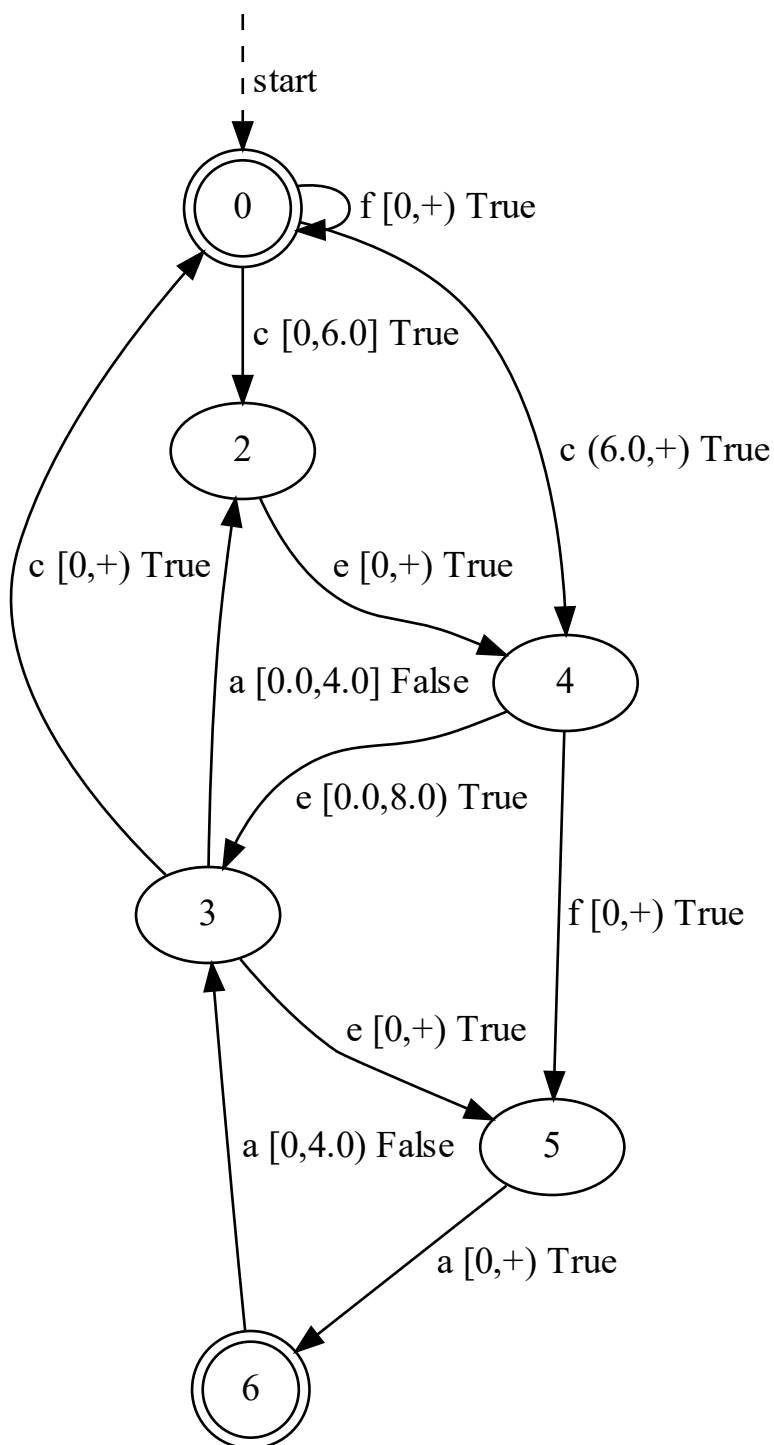 start
0
f [0,+) True
c [0,6.0] True
2
c (6.0,+) True
c [0,+) True
e [0,+) True
a [0.0,4.0] False
4
e [0.0,8.0) True
3
f [0,+) True
e [0,+) True
a [0,4.0) False
5
a [0,+) True
6